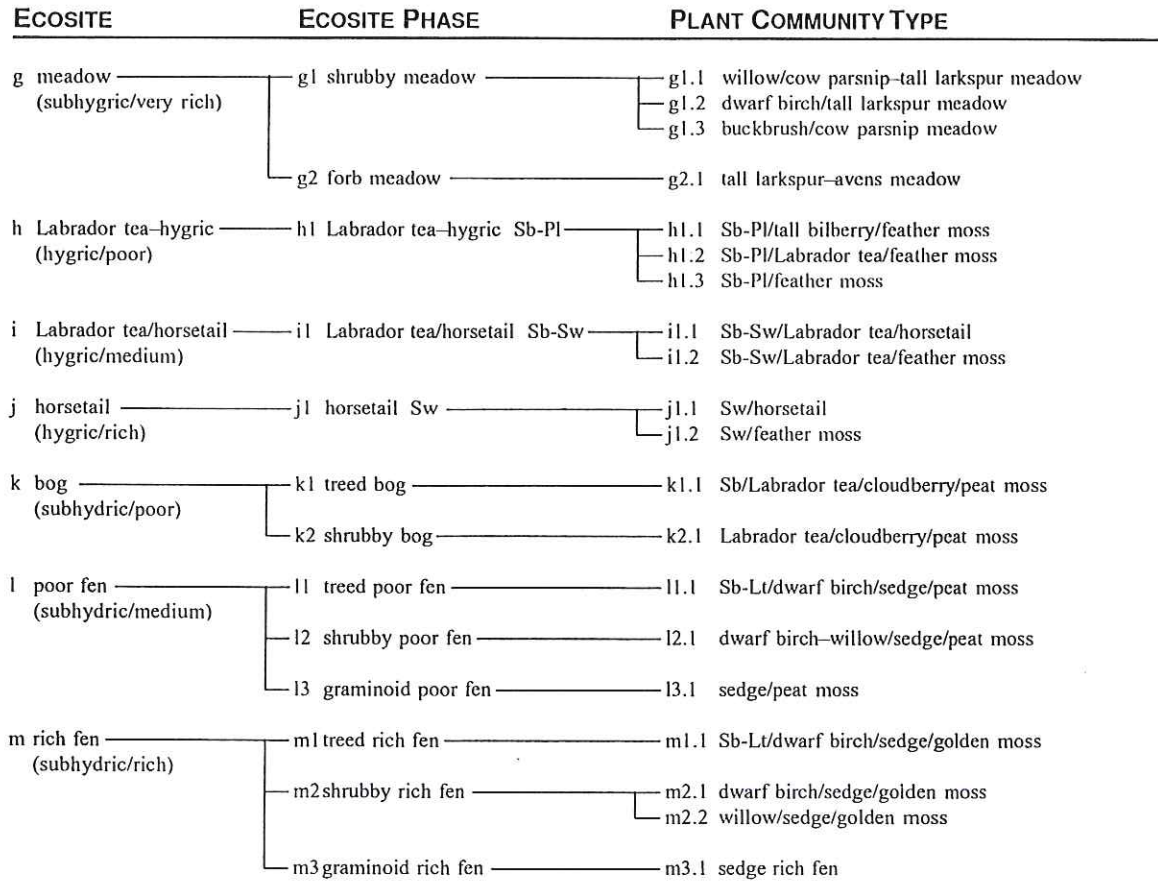 ECOSITE ECOSITE PHASE PLANT COMMUNITY TYPE
g meadow g1 shrubby meadow g1.1 willow/cow parsnip–tall larkspur meadow
(subhygric/very rich) g1.2 dwarf birch/tall larkspur meadow
g1.3 buckbrush/cow parsnip meadow
g2 forb meadow g2.1 tall larkspur–avens meadow
h Labrador tea–hygric h1 Labrador tea–hygric Sb-Pl h1.1 Sb-Pl/tall bilberry/feather moss
(hygric/poor) h1.2 Sb-Pl/Labrador tea/feather moss
h1.3 Sb-Pl/feather moss
i Labrador tea/horsetail i1 Labrador tea/horsetail Sb-Sw i1.1 Sb-Sw/Labrador tea/horsetail
(hygric/medium) i1.2 Sb-Sw/Labrador tea/feather moss
j horsetail j1 horsetail Sw j1.1 Sw/horsetail
(hygric/rich) j1.2 Sw/feather moss
k bog k1 treed bog k1.1 Sb/Labrador tea/cloudberry/peat moss
(subhydric/poor)
k2 shrubby bog k2.1 Labrador tea/cloudberry/peat moss
l poor fen l1 treed poor fen l1.1 Sb-Lt/dwarf birch/sedge/peat moss
(subhydric/medium)
l2 shrubby poor fen l2.1 dwarf birch–willow/sedge/peat moss
l3 graminoid poor fen l3.1 sedge/peat moss
m rich fen m1 treed rich fen m1.1 Sb-Lt/dwarf birch/sedge/golden moss
(subhydric/rich)
m2 shrubby rich fen m2.1 dwarf birch/sedge/golden moss
m2.2 willow/sedge/golden moss
m3 graminoid rich fen m3.1 sedge rich fen